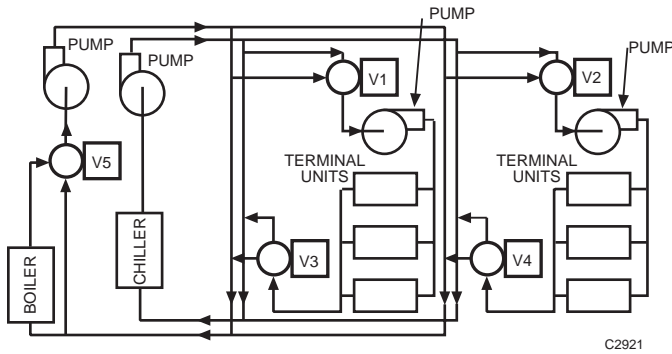 PUMP
PUMP
PUMP
PUMP
V1
V2
V5
TERMINAL
UNITS
TERMINAL
UNITS
BOILER
CHILLER
V3
V4
C2921